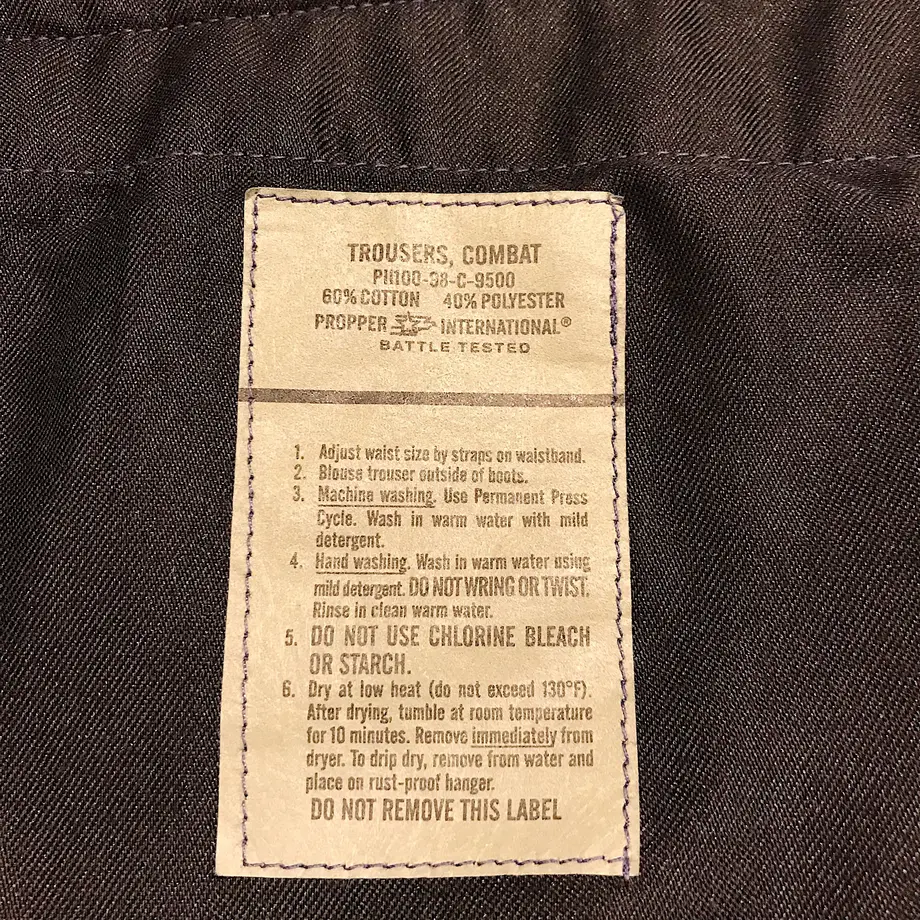 TROUSERS, COMBAT
PII100-98-C-9500
60% COTTON 40% POLYESTER
PROPPER INTERNATIONAL®
BATTLE TESTED
1. Adjust waist size by straps on waistband.
2. Blouse trouser outside of boots.
3. Machine washing. Use Permanent Press
Cycle. Wash in warm water with mild
detergent.
4. Hand washing. Wash in warm water using
mild detergent. DO NOT WRING OR TWIST.
Rinse in clean warm water.
5. DO NOT USE CHLORINE BLEACH
OR STARCH.
6. Dry at low heat (do not exceed 130°F).
After drying, tumble at room temperature
for 10 minutes. Remove immediately from
dryer. To drip dry, remove from water and
place on rust-proof hanger.
DO NOT REMOVE THIS LABEL